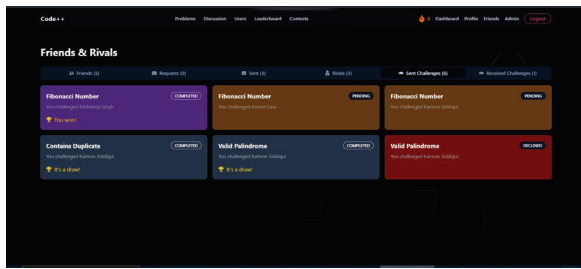 Code++
Problems Discussion Users Leaderboard Contests
2 Dashboard Profile Friends Admin Logout
Friends & Rivals
Friends (5) Requests (0) Sent (5) Rivals (3) Sent Challenges (6) Received Challenges (1)
Fibonacci Number COMPLETED
You challenged Akshdeep Singh
You won!
Fibonacci Number PENDING
You challenged Anmol Gaur
Fibonacci Number PENDING
You challenged Kamran Siddiqui
Contains Duplicate COMPLETED
You challenged Kamran Siddiqui
It's a draw!
Valid Palindrome COMPLETED
You challenged Kamran Siddiqui
It's a draw!
Valid Palindrome DECLINED
You challenged Kamran Siddiqui